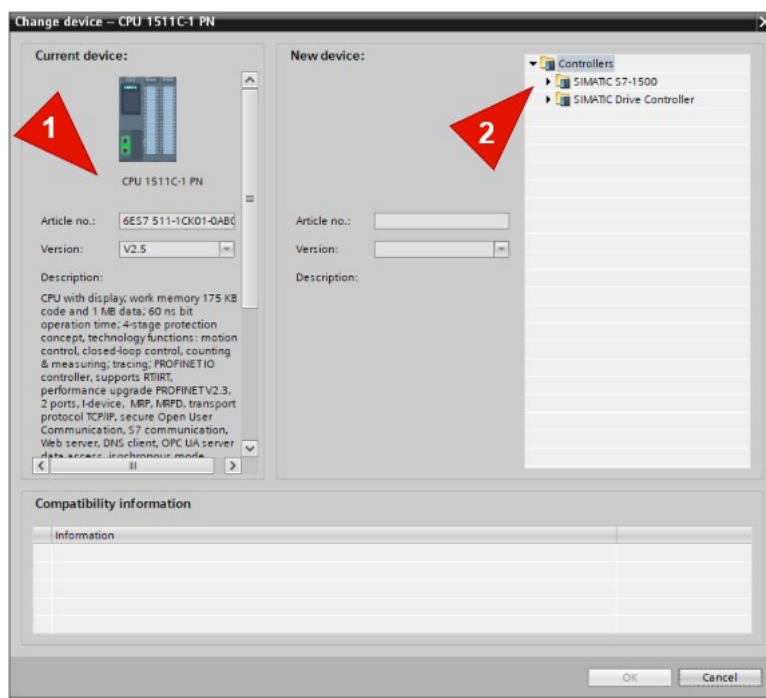 Change device – CPU 1511C-1 PN
Current device:
1
CPU 1511C-1 PN
Article no.: 6ES7 511-1CK01-0AB0
Version: V2.5
Description:
CPU with display; work memory 175 KB
code and 1 MB data; 60 ns bit
operation time; 4-stage protection
concept, technology functions: motion
control, closed-loop control, counting
& measuring; tracing; PROFINET IO
controller, supports RT/IRT,
performance upgrade PROFINET V2.3,
2 ports, I-device, MRP, MRPD, transport
protocol TCP/IP, secure Open User
Communication, S7 communication,
Web server, DNS client, OPC UA server
data access, isochronous mode,
New device:
Article no.:
Version:
Description:
Controllers
2
SIMATIC S7-1500
SIMATIC Drive Controller
Compatibility information
Information
OK
Cancel